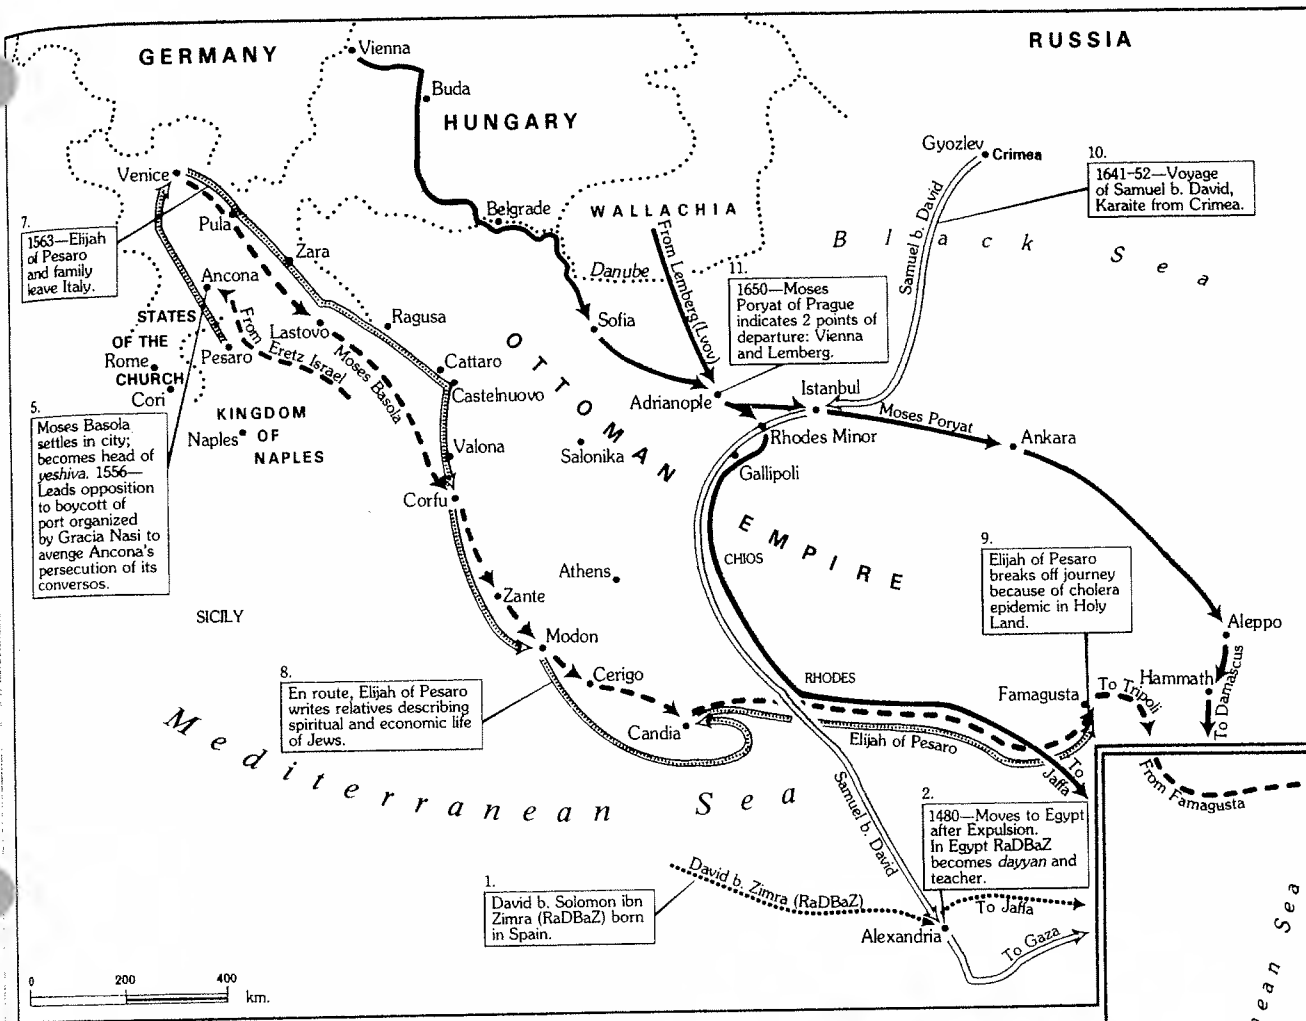 GERMANY
RUSSIA
Vienna
Buda
HUNGARY
Gyozlev
Crimea
10.
1641-52—Voyage
of Samuel b. David,
Karaite from Crimea.
Venice
Pula
Zara
Belgrade
WALLACHIA
Danube
From Lemberg (Lvov)
Samuel b. David
Black Sea
7.
1563—Elijah
of Pesaro
and family
leave Italy.
11.
1650—Moses
Poryat of Prague
indicates 2 points of
departure: Vienna
and Lemberg.
Ancona
STATES
OF THE
CHURCH
Rome
Cori
Pesaro
From Eretz Israel
Lastovo
Moses Basola
Ragusa
Cattaro
Castelnuovo
Sofia
OTTOMAN
EMPIRE
Adrianople
Istanbul
Moses Poryat
Ankara
Rhodes Minor
Gallipoli
Salonika
KINGDOM
OF
NAPLES
Naples
Valona
Corfu
5.
Moses Basola
settles in city;
becomes head of
yeshiva. 1556—
Leads opposition
to boycott of
port organized
by Gracia Nasi to
avenge Ancona's
persecution of its
conversos.
CHIOS
Athens
Zante
Modon
Cerigo
SICILY
9.
Elijah of Pesaro
breaks off journey
because of cholera
epidemic in Holy
Land.
Aleppo
Hammath
To Damascus
8.
En route, Elijah of Pesaro
writes relatives describing
spiritual and economic life
of Jews.
Candia
RHODES
Elijah of Pesaro
Famagusta
To Tripoli
To Jaffa
From Famagusta
Mediterranean Sea
Samuel b. David
2.
1480—Moves to Egypt
after Expulsion.
In Egypt RaDBaZ
becomes dayyan and
teacher.
1.
David b. Solomon ibn
Zimra (RaDBaZ) born
in Spain.
David b. Zimra (RaDBaZ)
To Jaffa
Alexandria
To Gaza
nean Sea
0 200 400
km.